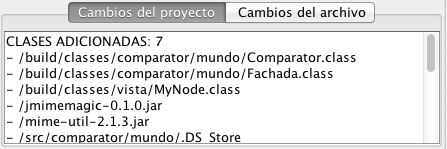 Cambios del proyecto Cambios del archivo
CLASES ADICIONADAS: 7
- /build/classes/comparator/mundo/Comparator.class
- /build/classes/comparator/mundo/Fachada.class
- /build/classes/vista/MyNode.class
- /jmimemagic-0.1.0.jar
- /mime-util-2.1.3.jar
- /src/comparator/mundo/.DS_Store